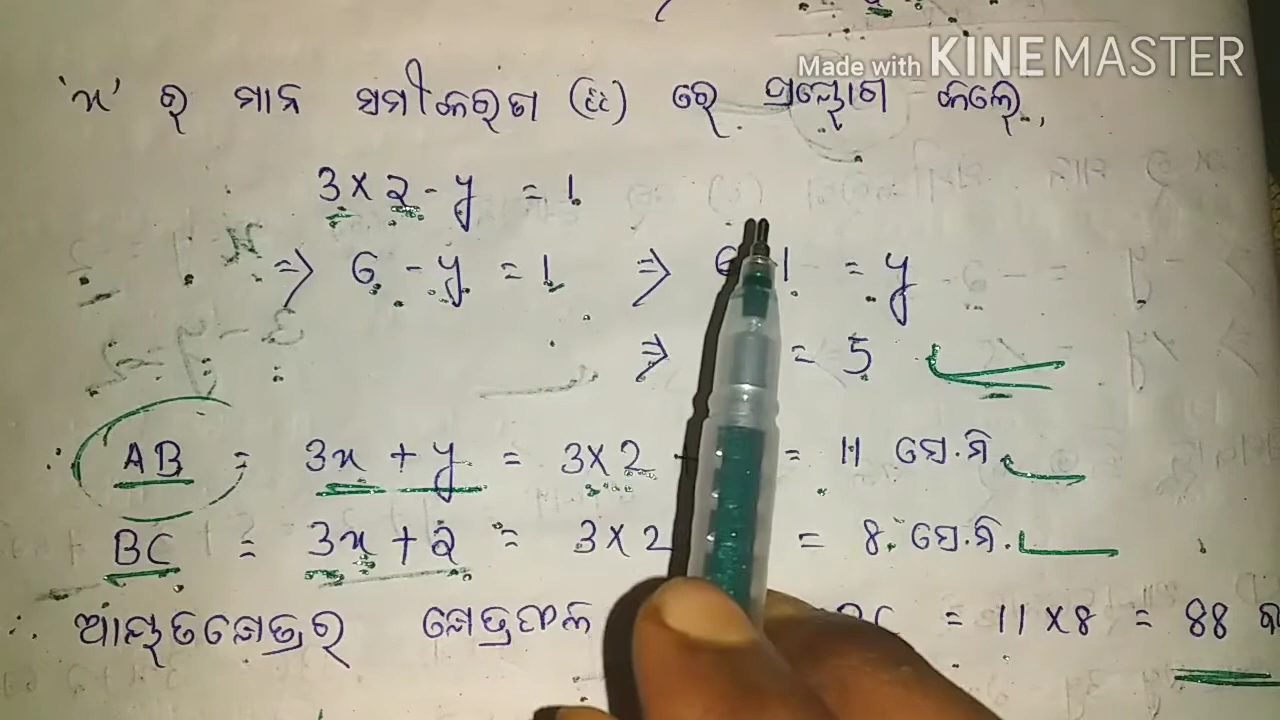 Made with KINEMASTER
'x' ର ମାନ ସମୀକରଣ (ii) ରେ ପ୍ରୟୋଗ କଲେ,
3 × 2 - y = 1
⇒ 6 - y = 1 ⇒ 6 1 = y
⇒ = 5
∴ AB = 3x + y = 3 × 2 + = 11 ସେ.ମି.
BC = 3x + 2 = 3 × 2 = 8 ସେ.ମି.
∴ ଆୟତକ୍ଷେତ୍ରର କ୍ଷେତ୍ରଫଳ BC = 11 × 8 = 88